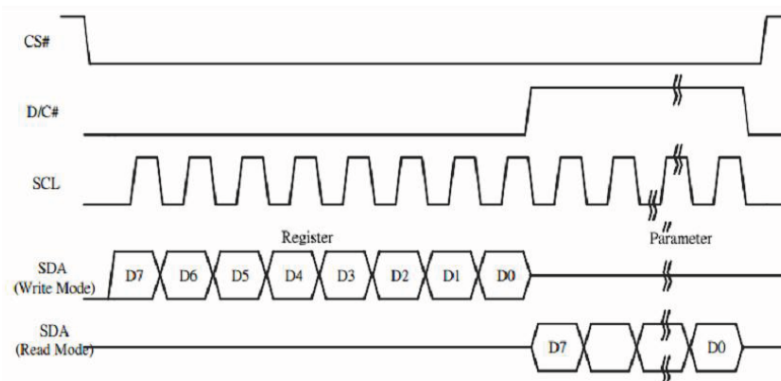 CS#
D/C#
SCL
Register Parameter
SDA
(Write Mode)
D7 D6 D5 D4 D3 D2 D1 D0
SDA
(Read Mode)
D7 D0